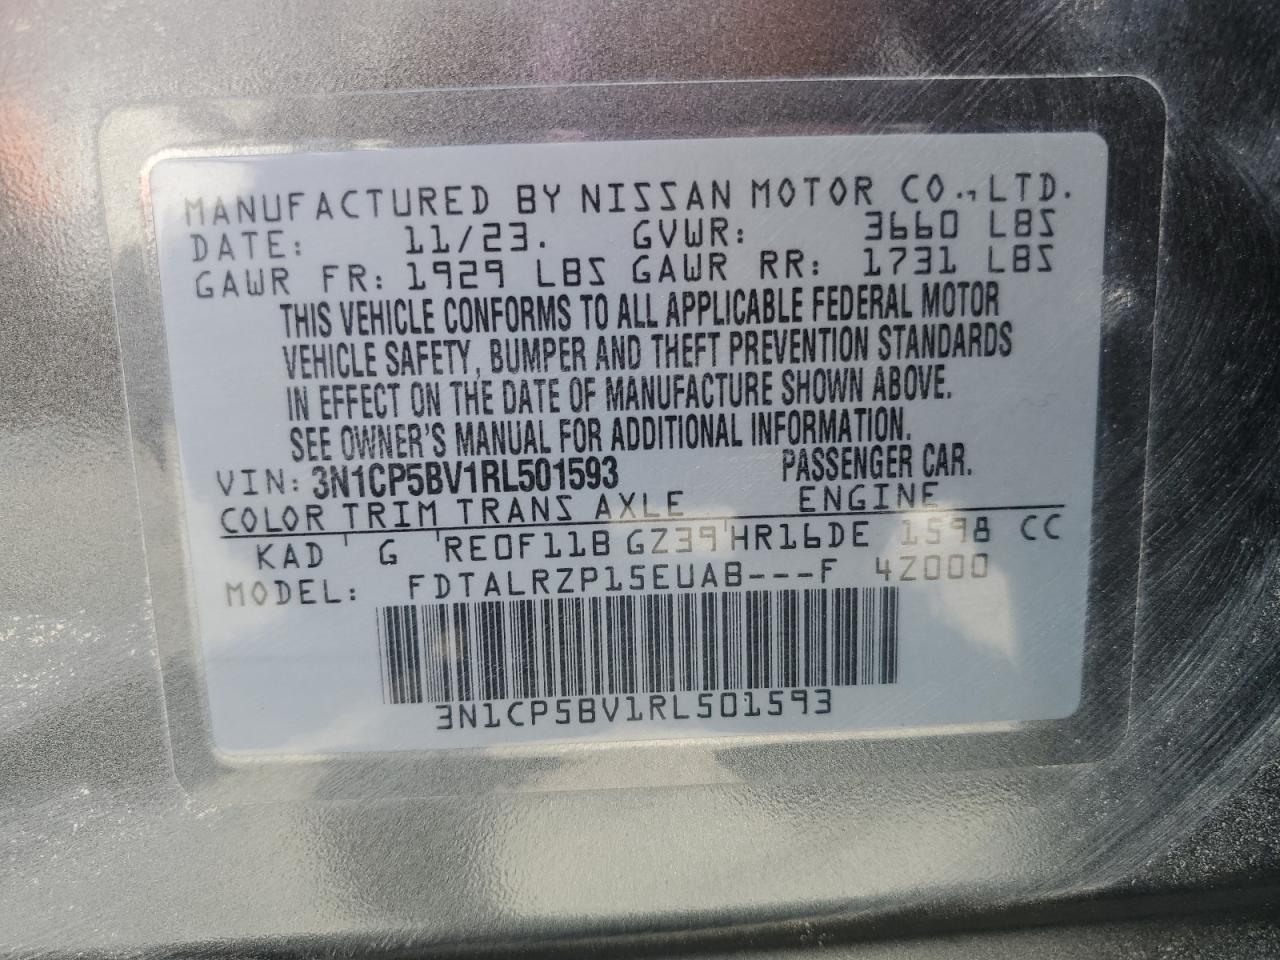 MANUFACTURED BY NISSAN MOTOR CO., LTD.
DATE: 11/23. GVWR: 3660 LBS
GAWR FR: 1929 LBS GAWR RR: 1731 LBS
THIS VEHICLE CONFORMS TO ALL APPLICABLE FEDERAL MOTOR
VEHICLE SAFETY, BUMPER AND THEFT PREVENTION STANDARDS
IN EFFECT ON THE DATE OF MANUFACTURE SHOWN ABOVE.
SEE OWNER'S MANUAL FOR ADDITIONAL INFORMATION.
VIN: 3N1CP5BV1RL501593 PASSENGER CAR.
COLOR TRIM TRANS AXLE ENGINE
KAD G RE0F11B GZ39 HR16DE 1598 CC
MODEL: FDTALRZP15EUAB---F 4Z000
3N1CP5BV1RL501593